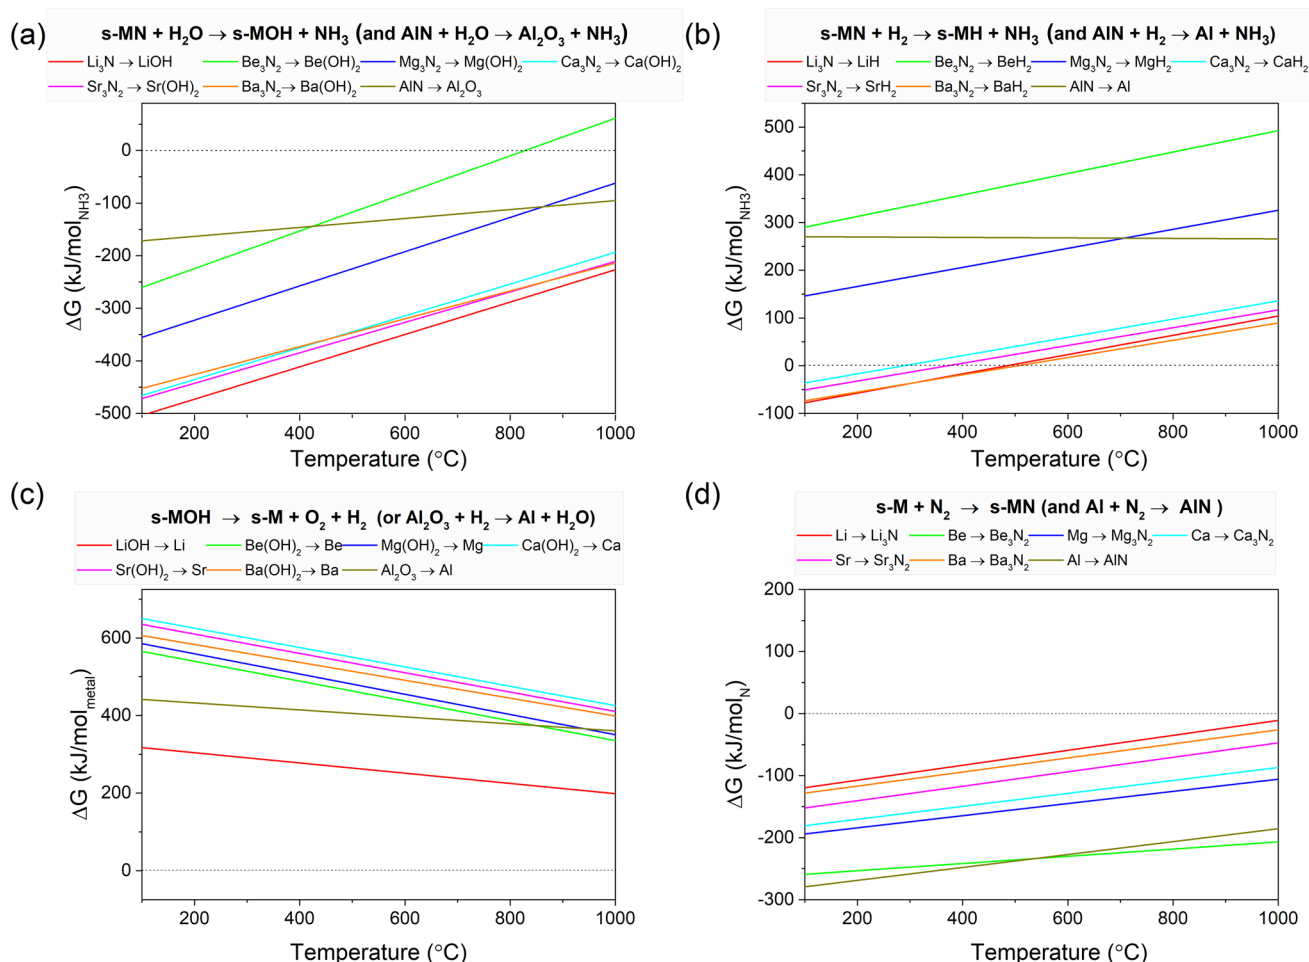 (a)
s-MN + H₂O → s-MOH + NH₃ (and AlN + H₂O → Al₂O₃ + NH₃)
Li₃N → LiOH Be₃N₂ → Be(OH)₂ Mg₃N₂ → Mg(OH)₂ Ca₃N₂ → Ca(OH)₂
Sr₃N₂ → Sr(OH)₂ Ba₃N₂ → Ba(OH)₂ AlN → Al₂O₃
0
-100
-200
-300
-400
-500
ΔG (kJ/mol_NH3)
200 400 600 800 1000
Temperature (°C)
(b)
s-MN + H₂ → s-MH + NH₃ (and AlN + H₂ → Al + NH₃)
Li₃N → LiH Be₃N₂ → BeH₂ Mg₃N₂ → MgH₂ Ca₃N₂ → CaH₂
Sr₃N₂ → SrH₂ Ba₃N₂ → BaH₂ AlN → Al
500
400
300
200
100
0
-100
ΔG (kJ/mol_NH3)
200 400 600 800 1000
Temperature (°C)
(c)
s-MOH → s-M + O₂ + H₂ (or Al₂O₃ + H₂ → Al + H₂O)
LiOH → Li Be(OH)₂ → Be Mg(OH)₂ → Mg Ca(OH)₂ → Ca
Sr(OH)₂ → Sr Ba(OH)₂ → Ba Al₂O₃ → Al
600
400
200
0
ΔG (kJ/mol_metal)
200 400 600 800 1000
Temperature (°C)
(d)
s-M + N₂ → s-MN (and Al + N₂ → AlN )
Li → Li₃N Be → Be₃N₂ Mg → Mg₃N₂ Ca → Ca₃N₂
Sr → Sr₃N₂ Ba → Ba₃N₂ Al → AlN
200
100
0
-100
-200
-300
ΔG (kJ/mol_N)
200 400 600 800 1000
Temperature (°C)